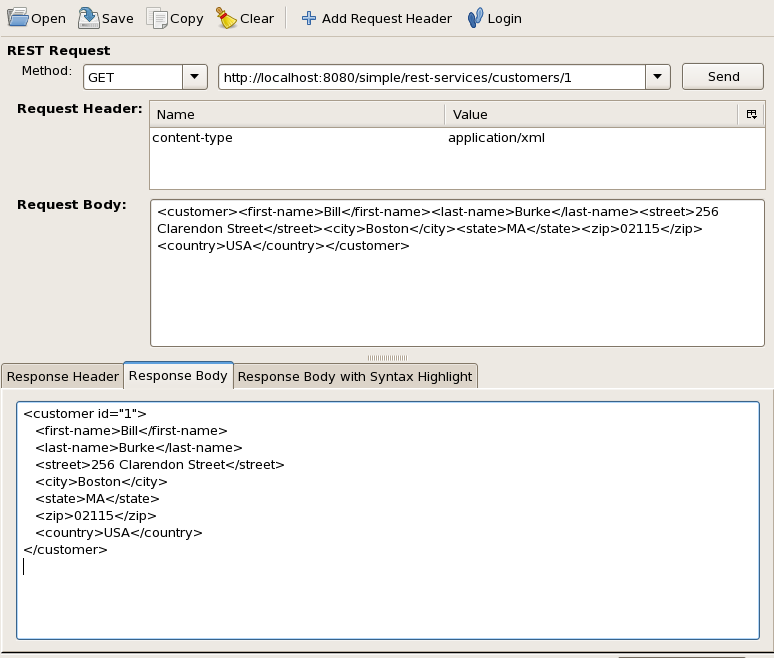 Open Save Copy Clear Add Request Header Login
REST Request
Method: GET http://localhost:8080/simple/rest-services/customers/1 Send
Request Header: Name Value
content-type application/xml
Request Body: <customer><first-name>Bill</first-name><last-name>Burke</last-name><street>256
Clarendon Street</street><city>Boston</city><state>MA</state><zip>02115</zip>
<country>USA</country></customer>
Response Header Response Body Response Body with Syntax Highlight
<customer id="1">
<first-name>Bill</first-name>
<last-name>Burke</last-name>
<street>256 Clarendon Street</street>
<city>Boston</city>
<state>MA</state>
<zip>02115</zip>
<country>USA</country>
</customer>